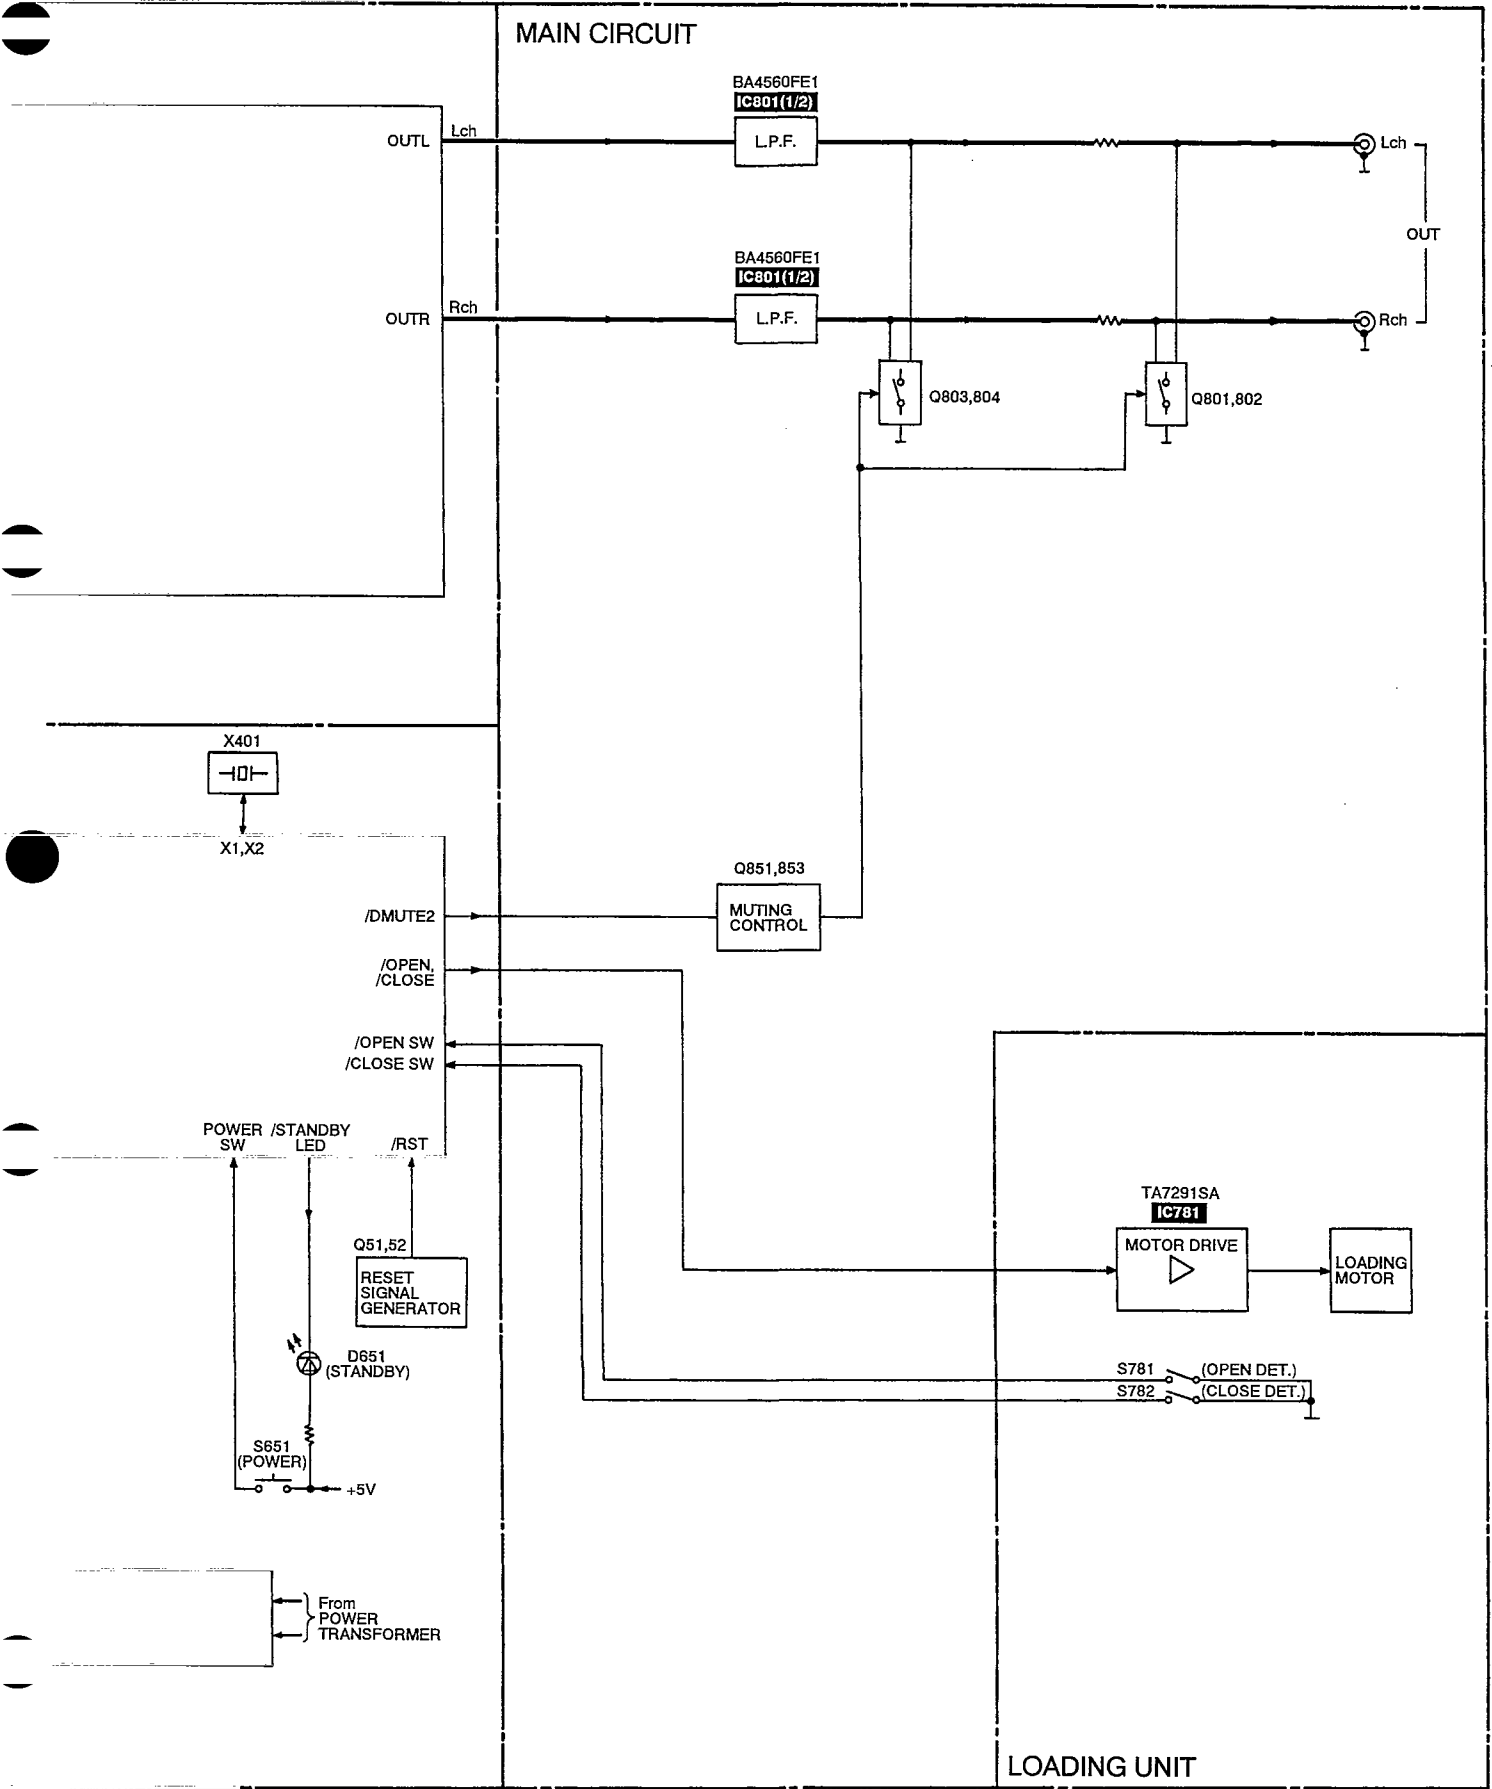 MAIN CIRCUIT
BA4560FE1
IC801(1/2)
OUTL
Lch
L.P.F.
Lch
OUT
BA4560FE1
IC801(1/2)
OUTR
Rch
L.P.F.
Rch
Q803,804
Q801,802
X401
X1,X2
Q851,853
/DMUTE2
MUTING
CONTROL
/OPEN,
/CLOSE
/OPEN SW
/CLOSE SW
POWER
SW
/STANDBY
LED
/RST
TA7291SA
IC781
MOTOR DRIVE
LOADING
MOTOR
Q51,52
RESET
SIGNAL
GENERATOR
D651
(STANDBY)
S781
(OPEN DET.)
S782
(CLOSE DET.)
S651
(POWER)
+5V
From
POWER
TRANSFORMER
LOADING UNIT